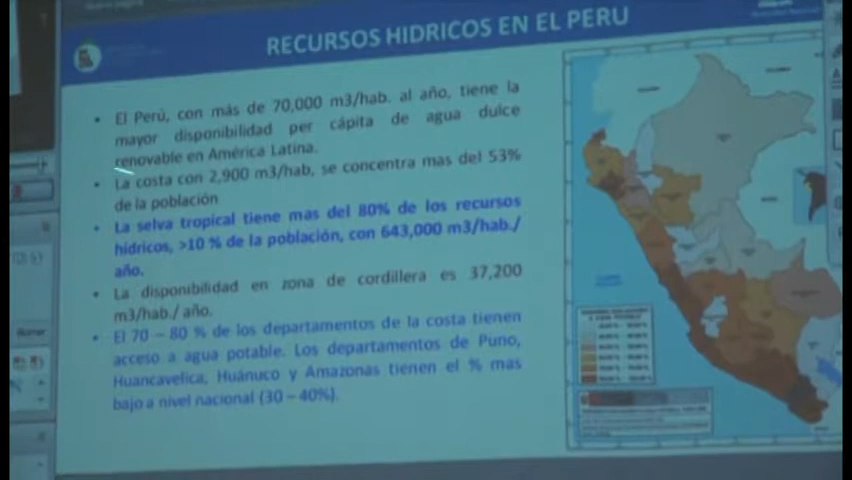 RECURSOS HIDRICOS EN EL PERU
• El Perú, con más de 70,000 m3/hab. al año, tiene la
mayor disponibilidad per cápita de agua dulce
renovable en América Latina.
• La costa con 2,900 m3/hab, se concentra mas del 53%
de la población
• La selva tropical tiene mas del 80% de los recursos
hídricos, >10 % de la población, con 643,000 m3/hab./
año.
• La disponibilidad en zona de cordillera es 37,200
m3/hab./ año.
• El 70 – 80 % de los departamentos de la costa tienen
acceso a agua potable. Los departamentos de Puno,
Huancavelica, Huánuco y Amazonas tienen el % mas
bajo a nivel nacional (30 – 40%).